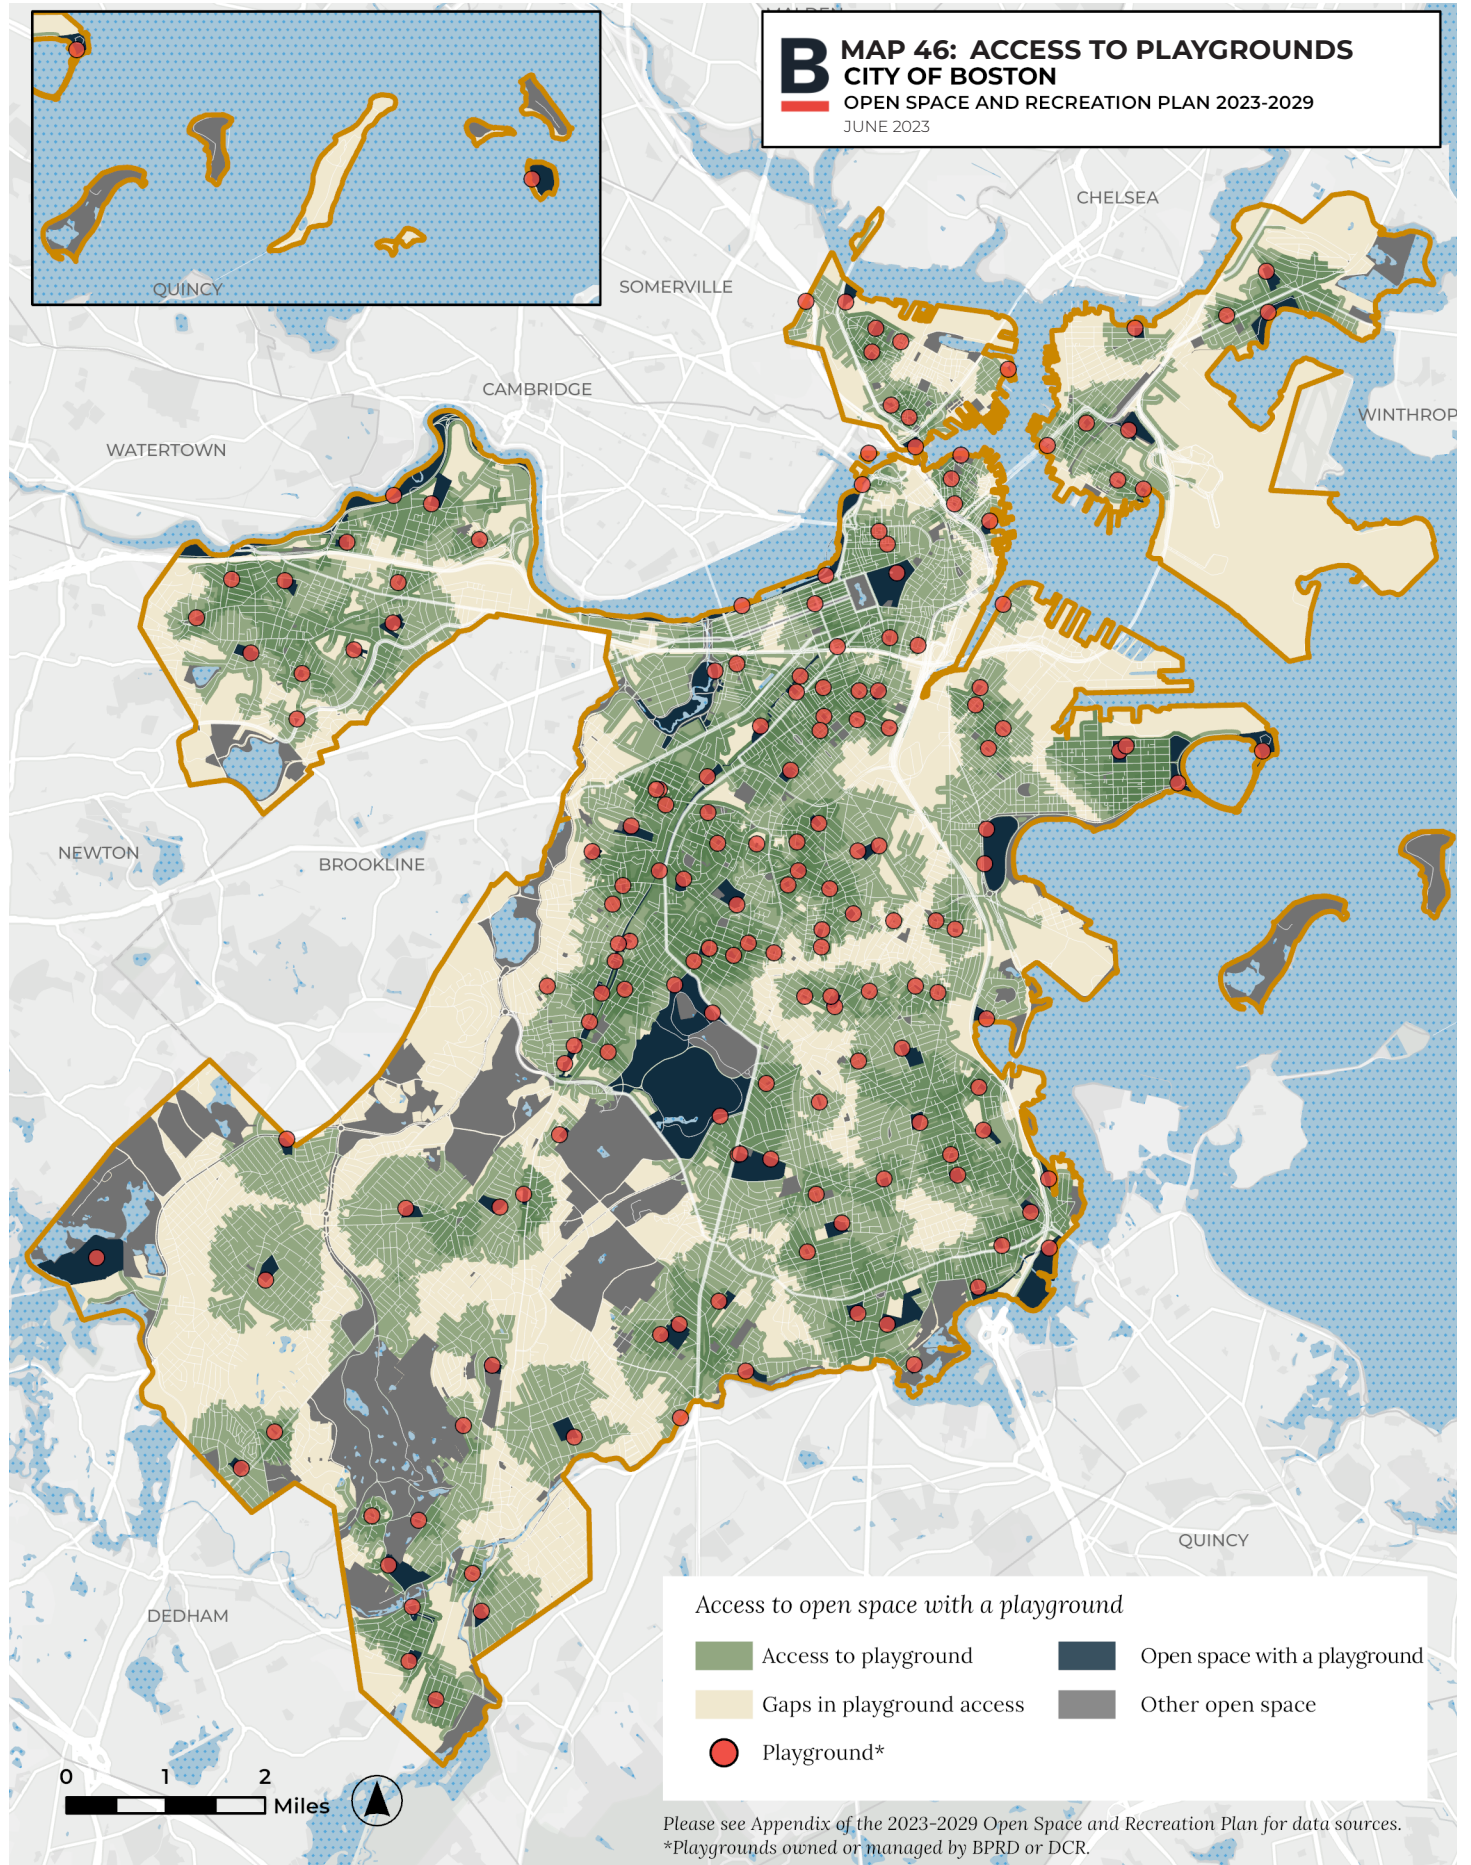 MALDEN
B
MAP 46: ACCESS TO PLAYGROUNDS
CITY OF BOSTON
OPEN SPACE AND RECREATION PLAN 2023-2029
JUNE 2023
CHELSEA
QUINCY
SOMERVILLE
CAMBRIDGE
WINTHROP
WATERTOWN
NEWTON
BROOKLINE
QUINCY
DEDHAM
Access to open space with a playground
Access to playground
Open space with a playground
Gaps in playground access
Other open space
Playground*
0 1 2
Miles
Please see Appendix of the 2023-2029 Open Space and Recreation Plan for data sources.
*Playgrounds owned or managed by BPRD or DCR.